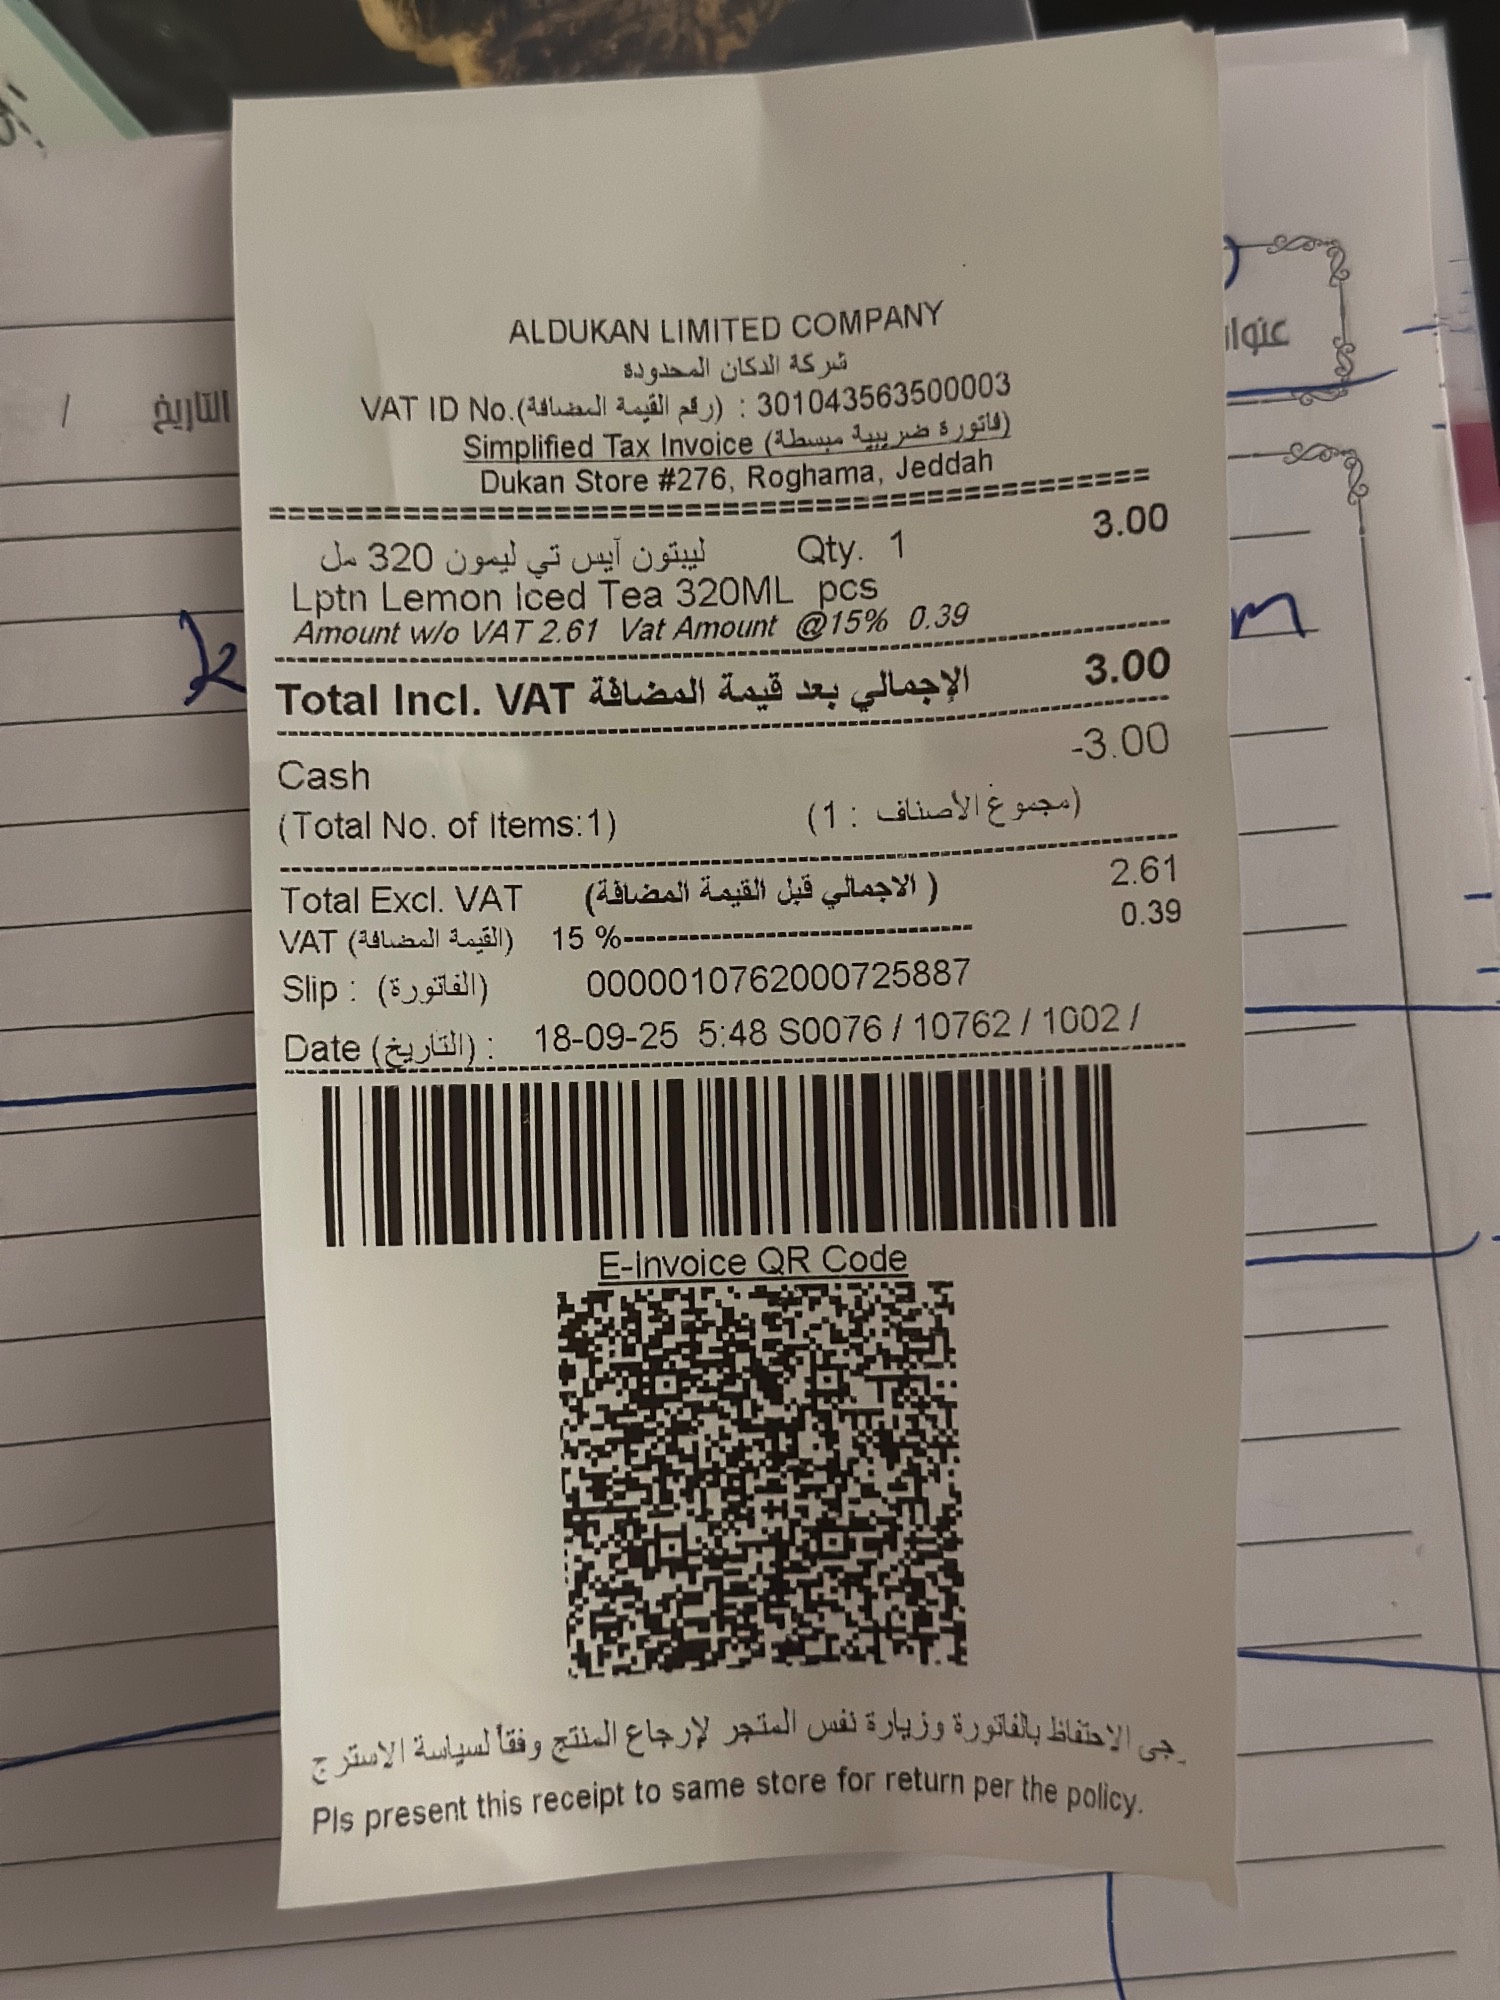 ALDUKAN LIMITED COMPANY
شركة الدكان المحدودة
VAT ID No.(رقم القيمة المضافة) : 301043563500003
Simplified Tax Invoice (فاتورة ضريبية مبسطة)
Dukan Store #276, Roghama, Jeddah
ليبتون آيس تي ليمون 320 مل Qty. 1 3.00
Lptn Lemon Iced Tea 320ML pcs
Amount w/o VAT 2.61 Vat Amount @15% 0.39
Total Incl. VAT الإجمالي بعد قيمة المضافة 3.00
Cash -3.00
(Total No. of Items:1) (مجموع الأصناف : 1)
Total Excl. VAT (الاجمالي قبل القيمة المضافة ) 2.61
VAT (القيمة المضافة) 15 %------------------------------- 0.39
Slip : (الفاتورة) 0000010762000725887
Date (التاريخ) : 18-09-25 5:48 S0076 / 10762 / 1002 /
E-Invoice QR Code
جى الاحتفاظ بالفاتورة وزيارة نفس المتجر لإرجاع المنتج وفقاً لسياسة الاسترج
Pls present this receipt to same store for return per the policy.
التاريخ /
عنوا